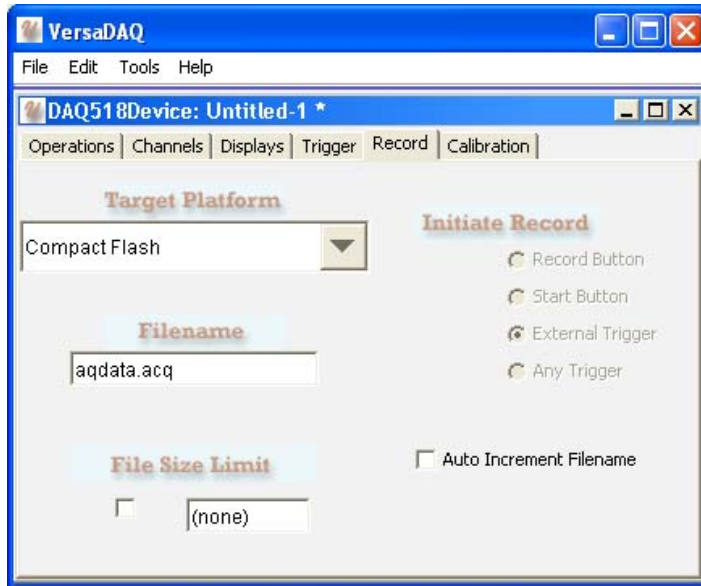 VersaDAQ
File Edit Tools Help
DAQ518Device: Untitled-1 *
Operations Channels Displays Trigger Record Calibration
Target Platform
Compact Flash
Initiate Record
Record Button
Start Button
External Trigger
Any Trigger
Filename
aqdata.acq
Auto Increment Filename
File Size Limit
(none)